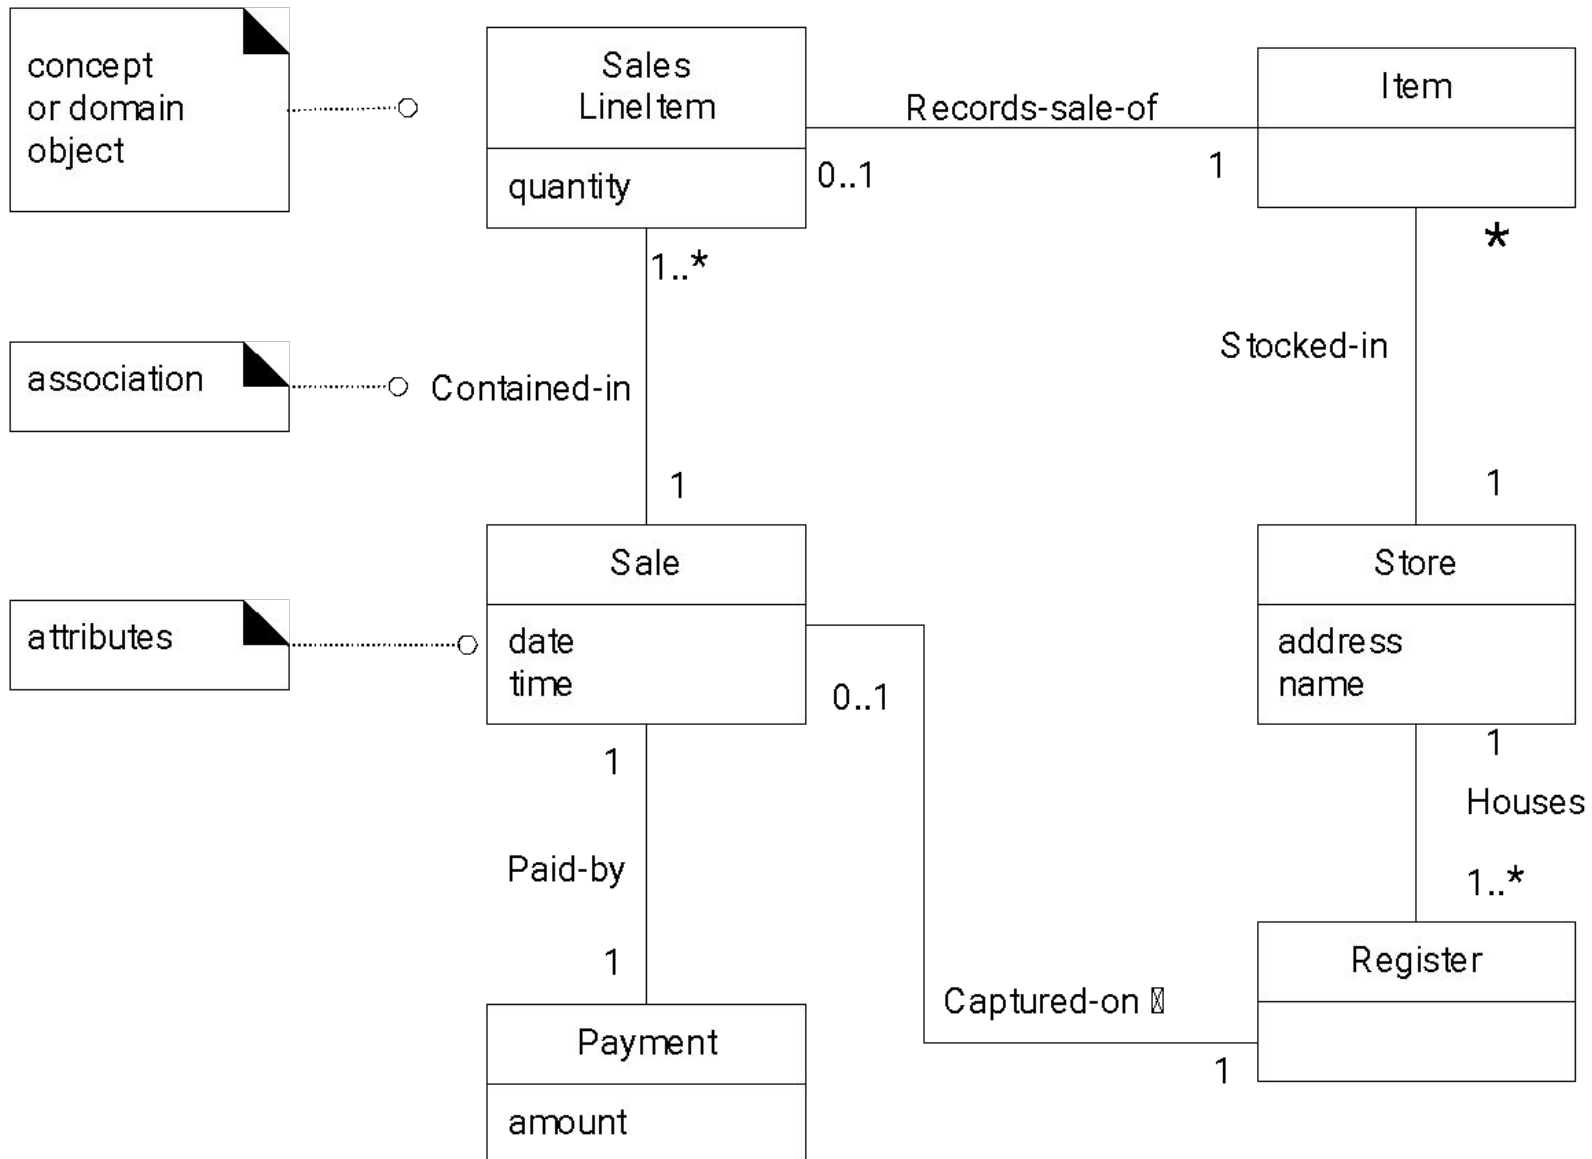 concept
or domain
object
Sales
LineItem
quantity
Records-sale-of
0..1
1
Item
*
1..*
Stocked-in
association
Contained-in
1
1
Sale
date
time
Store
address
name
attributes
0..1
1
1
Houses
Paid-by
1..*
1
Register
Captured-on
1
Payment
amount